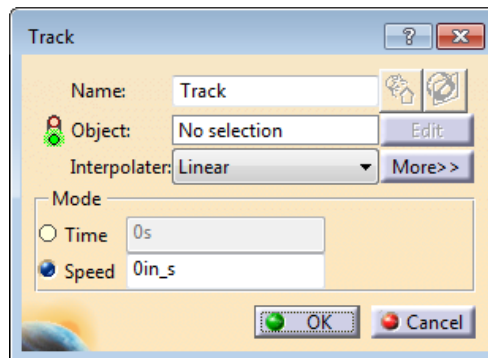 Track
?
Name: Track
Object: No selection Edit
Interpolater: Linear More>>
Mode
Time 0s
Speed 0in_s
OK Cancel